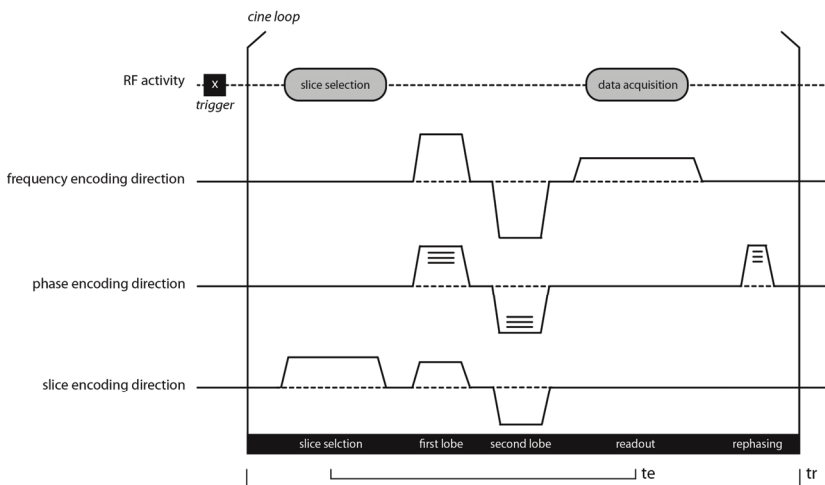 cine loop
RF activity
x
trigger
slice selection
data acquisition
frequency encoding direction
phase encoding direction
slice encoding direction
slice selction first lobe second lobe readout rephasing
te tr